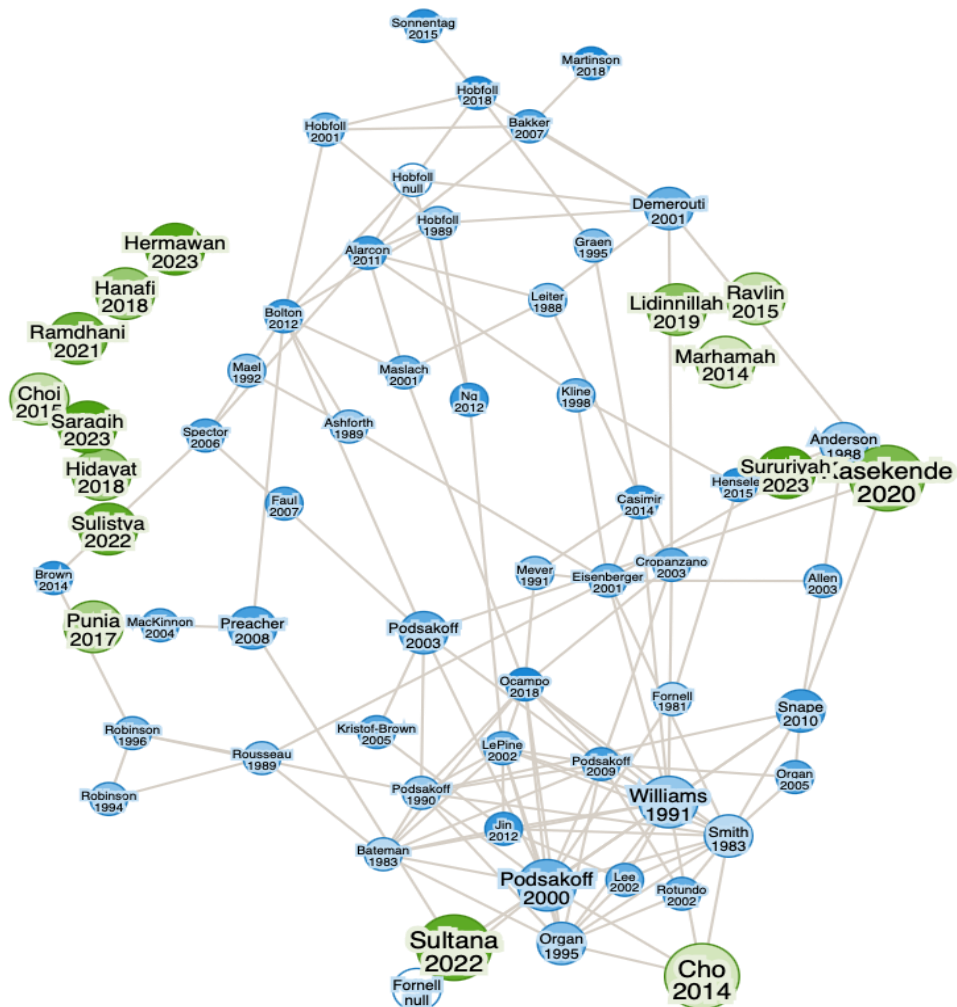 Sonnentag
2015
Martinson
2018
Hobfoll
2018
Hobfoll
2001
Bakker
2007
Hobfoll
null
Demerouti
2001
Hobfoll
1989
Hermawan
2023
Alarcon
2011
Graen
1995
Hanafi
2018
Leiter
1988
Lidinnillah
2019
Ravlin
2015
Bolton
2012
Ramdhani
2021
Marhamah
2014
Mael
1992
Maslach
2001
Choi
2015
Ng
2012
Kline
1998
Saragih
2023
Ashforth
1989
Spector
2006
Anderson
1988
Hidayat
2018
Sururiyah
2023
Kasekende
2020
Hensele
2015
Faul
2007
Casimir
2014
Sulistya
2022
Brown
2014
Meyer
1991
Eisenberger
2001
Cropanzano
2003
Allen
2003
Punia
2017
MacKinnon
2004
Preacher
2008
Podsakoff
2003
Ocampo
2018
Fornell
1981
Snape
2010
Robinson
1996
Kristof-Brown
2005
Rousseau
1989
LePine
2002
Podsakoff
2009
Organ
2005
Robinson
1994
Podsakoff
1990
Williams
1991
Jin
2012
Smith
1983
Bateman
1983
Podsakoff
2000
Lee
2002
Rotundo
2002
Sultana
2022
Organ
1995
Cho
2014
Fornell
null